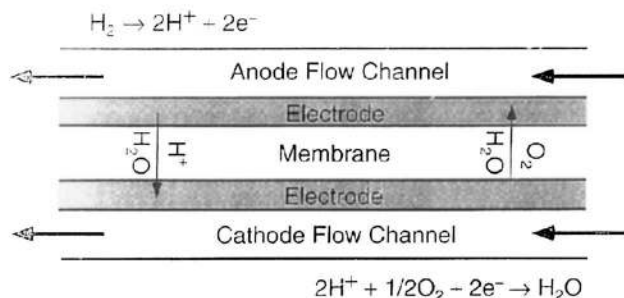 H₂ → 2H⁺ + 2e⁻
Anode Flow Channel
Electrode
H₂O
H⁺
Membrane
H₂O
O₂
Electrode
Cathode Flow Channel
2H⁺ + 1/2O₂ + 2e⁻ → H₂O